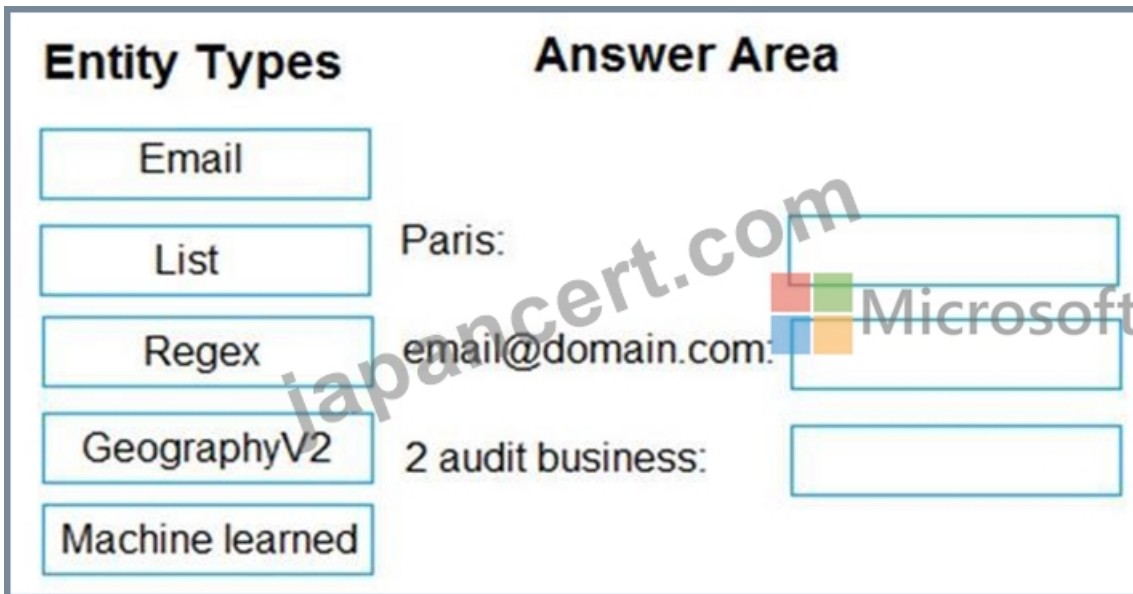 Entity Types
Answer Area
Email
List
Regex
GeographyV2
Machine learned
Paris:
email@domain.com:
2 audit business:
japancert.com
Microsoft